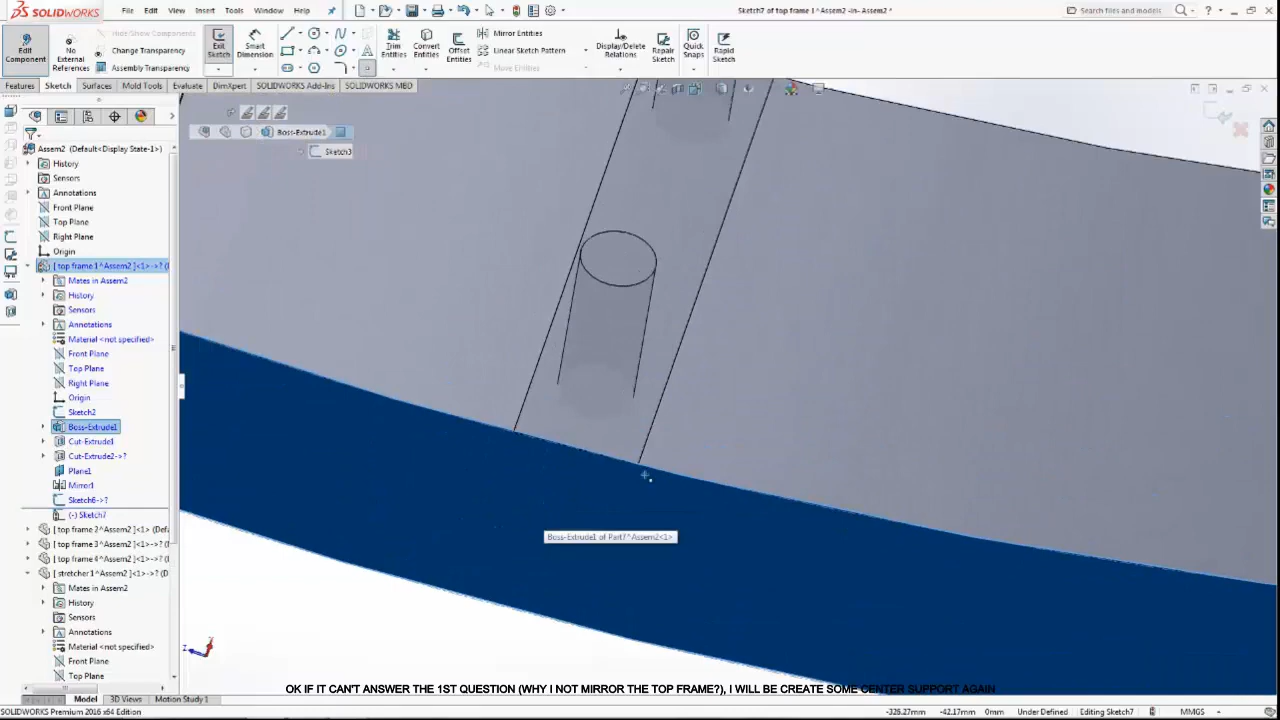 SOLIDWORKS
File Edit View Insert Tools Window Help
Sketch7 of top frame 1^Assem2 -in- Assem2 *
Search files and models
Edit Component
No External References
Hide/Show Components
Change Transparency
Assembly Transparency
Exit Sketch
Smart Dimension
Trim Entities
Convert Entities
Offset Entities
Mirror Entities
Linear Sketch Pattern
Move Entities
Display/Delete Relations
Repair Sketch
Quick Snaps
Rapid Sketch
Features Sketch Surfaces Mold Tools Evaluate DimXpert SOLIDWORKS Add-Ins SOLIDWORKS MBD
Boss-Extrude1
Sketch3
Assem2 (Default<Display State-1>)
History
Sensors
Annotations
Front Plane
Top Plane
Right Plane
Origin
[ top frame 1^Assem2 ]<1>->? (
Mates in Assem2
History
Sensors
Annotations
Material <not specified>
Front Plane
Top Plane
Right Plane
Origin
Sketch2
Boss-Extrude1
Cut-Extrude1
Cut-Extrude2->?
Plane1
Mirror1
Sketch6->?
(-) Sketch7
[ top frame 2^Assem2 ]<1> (Def
[ top frame 3^Assem2 ]<1> (D
[ top frame 4^Assem2 ]<1> (D
[ stretcher 1^Assem2 ]<1>->? (D
Mates in Assem2
History
Sensors
Annotations
Material <not specified>
Front Plane
Top Plane
Boss-Extrude1 of Part7^Assem2<1>
Z
Model 3D Views Motion Study 1
OK IF IT CAN'T ANSWER THE 1ST QUESTION (WHY I NOT MIRROR THE TOP FRAME?), I WILL BE CREATE SOME CENTER SUPPORT AGAIN
SOLIDWORKS Premium 2016 x64 Edition
-326.27mm -42.17mm 0mm Under Defined Editing Sketch7 MMGS